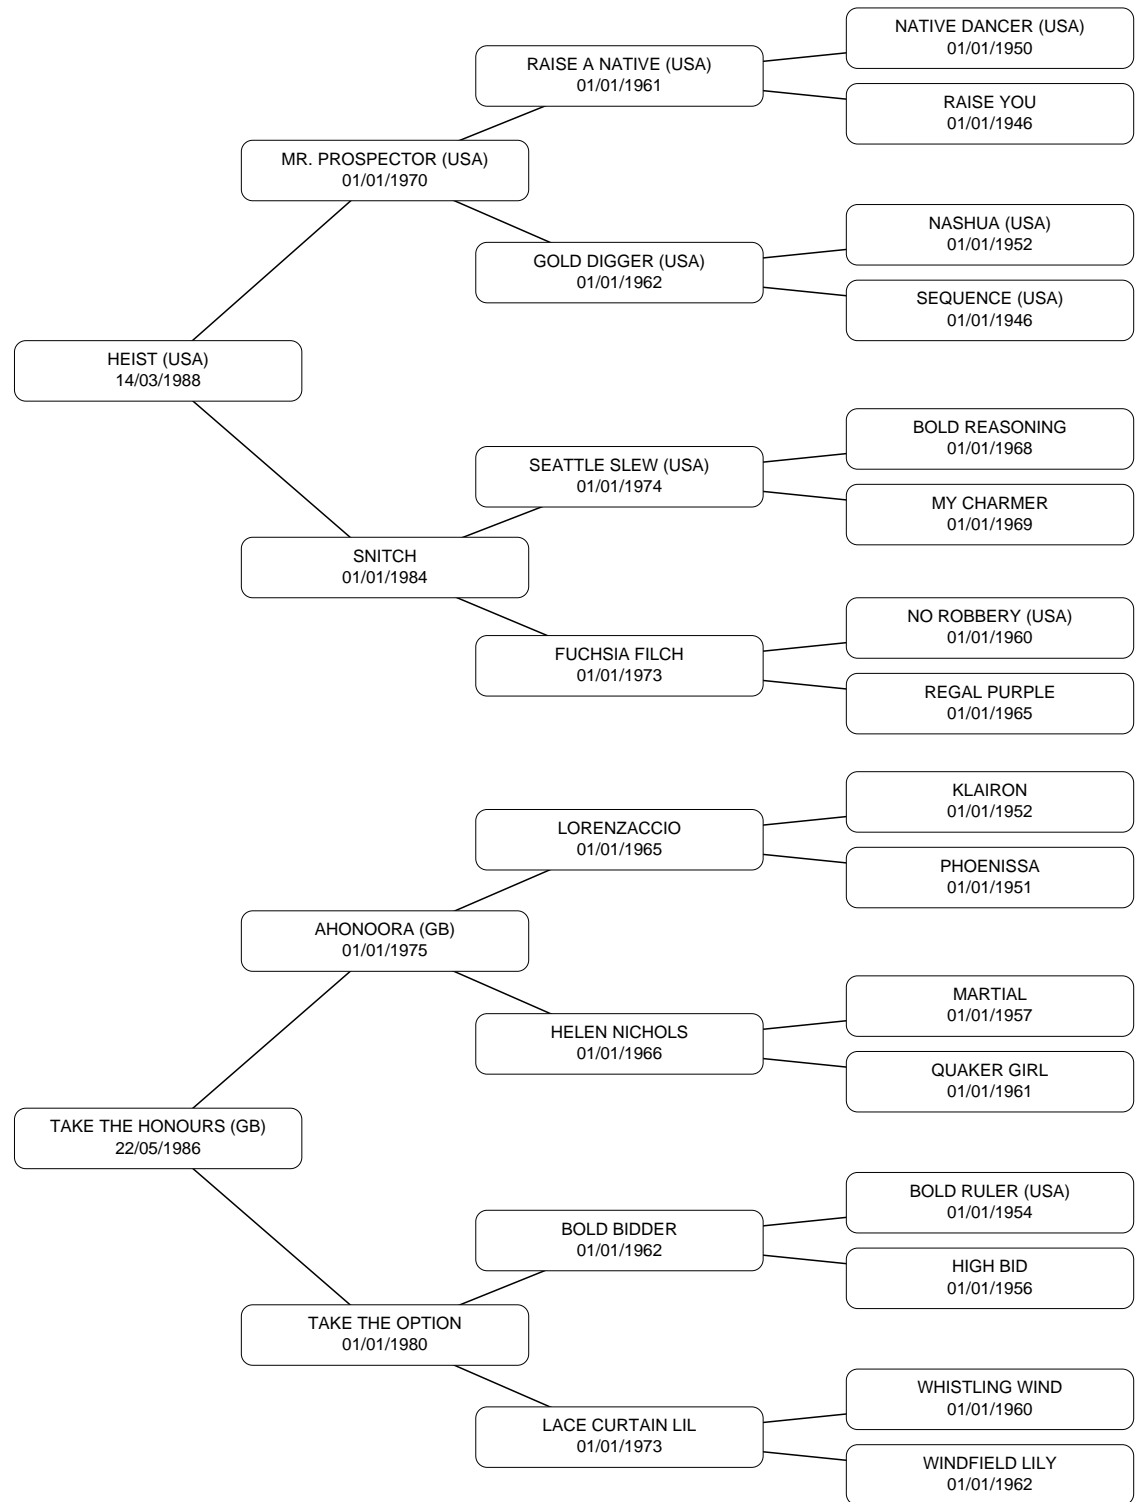 NATIVE DANCER (USA)
01/01/1950
RAISE A NATIVE (USA)
01/01/1961
RAISE YOU
01/01/1946
MR. PROSPECTOR (USA)
01/01/1970
NASHUA (USA)
01/01/1952
GOLD DIGGER (USA)
01/01/1962
SEQUENCE (USA)
01/01/1946
HEIST (USA)
14/03/1988
BOLD REASONING
01/01/1968
SEATTLE SLEW (USA)
01/01/1974
MY CHARMER
01/01/1969
SNITCH
01/01/1984
NO ROBBERY (USA)
01/01/1960
FUCHSIA FILCH
01/01/1973
REGAL PURPLE
01/01/1965
KLAIRON
01/01/1952
LORENZACCIO
01/01/1965
PHOENISSA
01/01/1951
AHONOORA (GB)
01/01/1975
MARTIAL
01/01/1957
HELEN NICHOLS
01/01/1966
QUAKER GIRL
01/01/1961
TAKE THE HONOURS (GB)
22/05/1986
BOLD RULER (USA)
01/01/1954
BOLD BIDDER
01/01/1962
HIGH BID
01/01/1956
TAKE THE OPTION
01/01/1980
WHISTLING WIND
01/01/1960
LACE CURTAIN LIL
01/01/1973
WINDFIELD LILY
01/01/1962